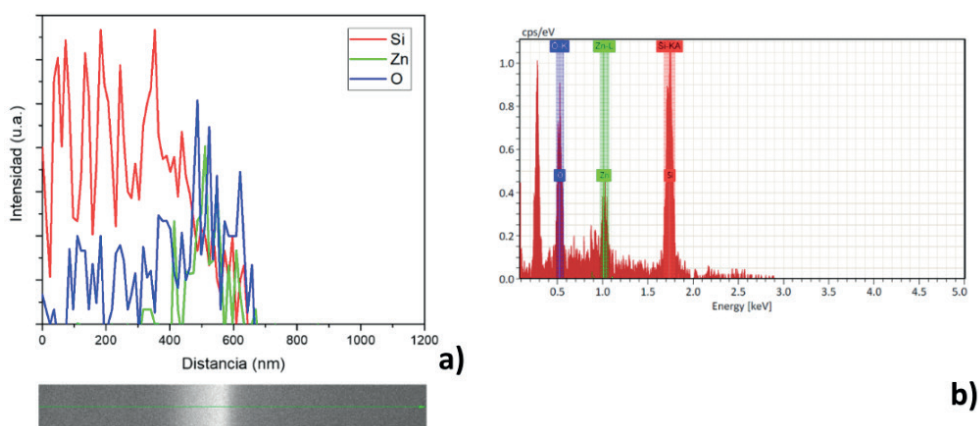 Si
Zn
O
Intensidad (u.a.)
0 200 400 600 800 1000 1200
Distancia (nm)
a)
cps/eV
Zn-L
Si-KA
1.0
0.8
0.6
0.4
0.2
0.0
Zn
Si
0.5 1.0 1.5 2.0 2.5 3.0 3.5 4.0 4.5 5.0
Energy [keV]
b)